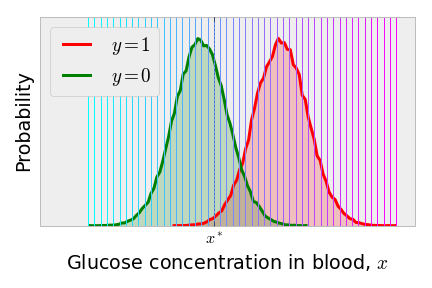 y = 1
y = 0
Probability
x*
Glucose concentration in blood, x